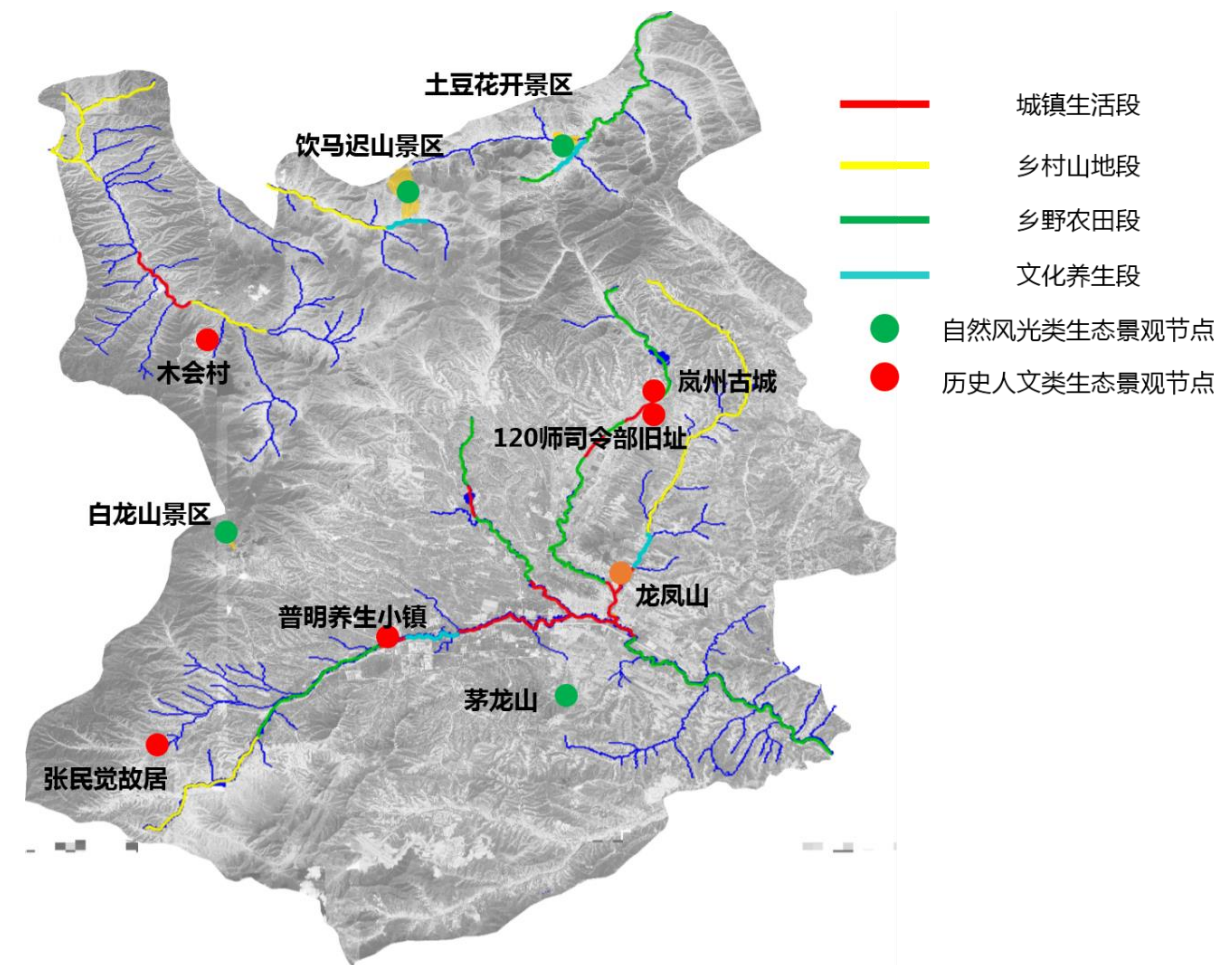 土豆花开景区
饮马迟山景区
木会村
岚州古城
120师司令部旧址
白龙山景区
龙凤山
普明养生小镇
茅龙山
张民觉故居
城镇生活段
乡村山地段
乡野农田段
文化养生段
自然风光类生态景观节点
历史人文类生态景观节点